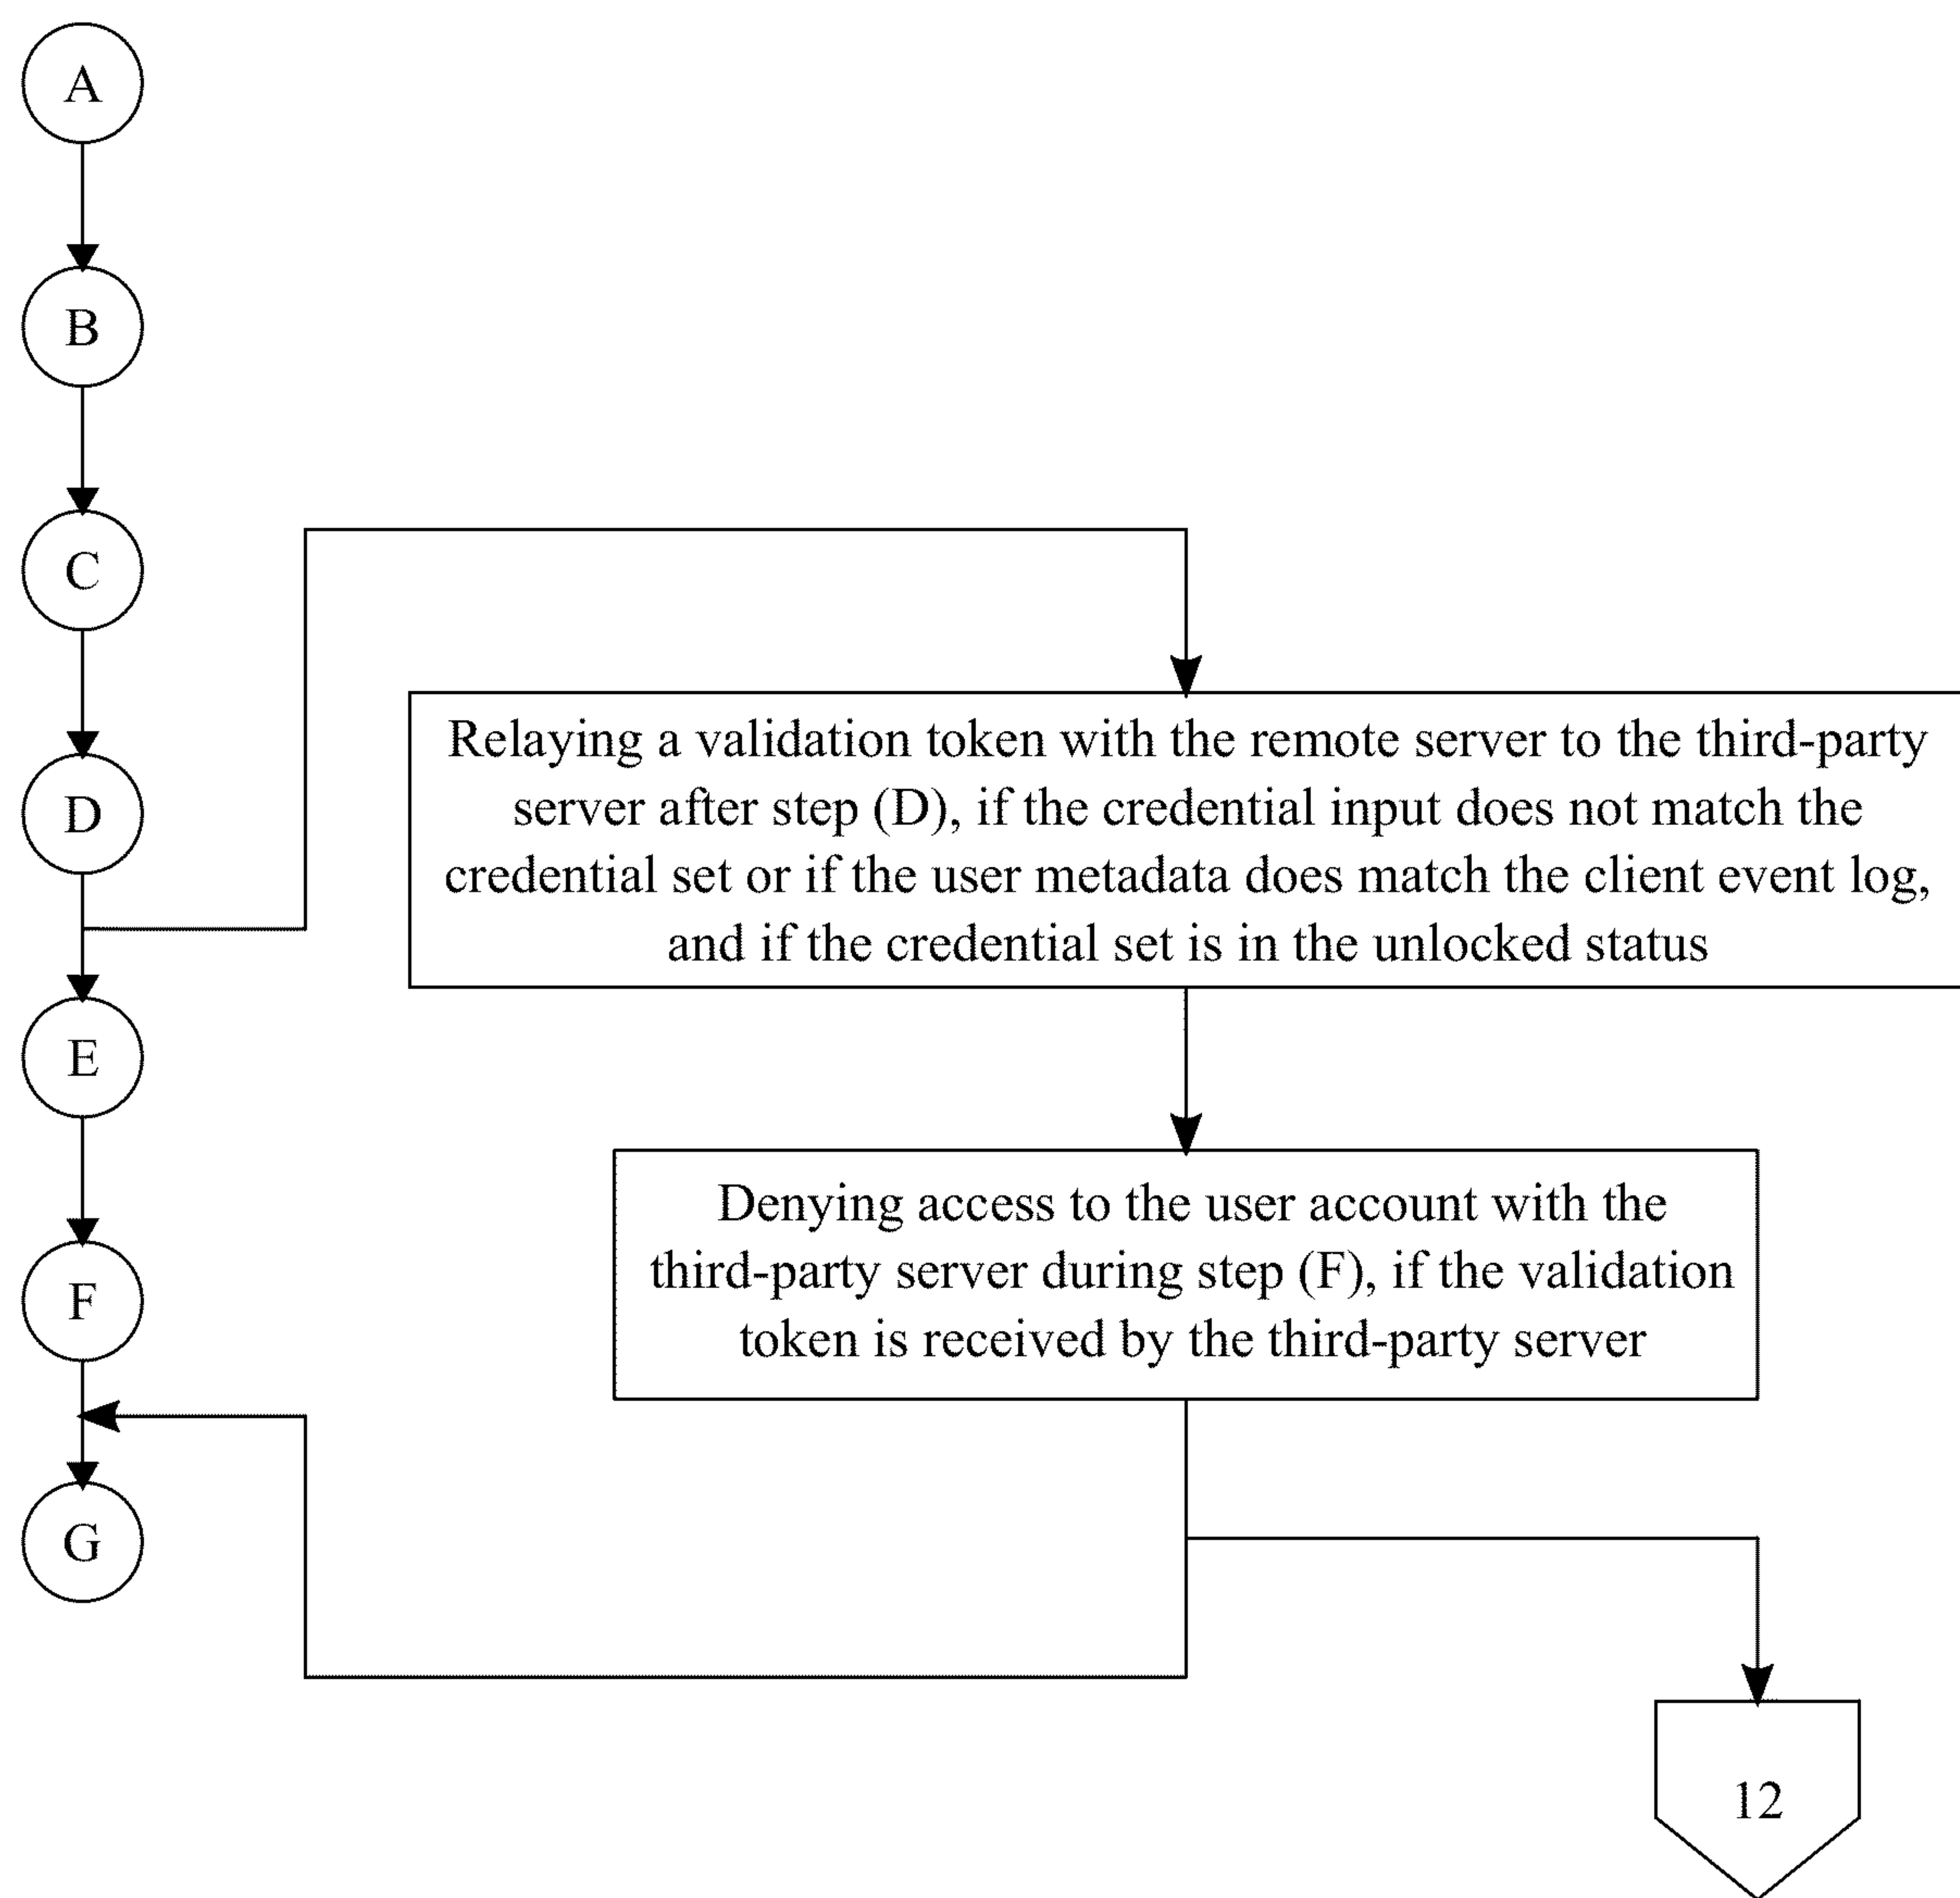 A
B
C
D
E
F
G
Relaying a validation token with the remote server to the third-party
server after step (D), if the credential input does not match the
credential set or if the user metadata does match the client event log,
and if the credential set is in the unlocked status
Denying access to the user account with the
third-party server during step (F), if the validation
token is received by the third-party server
12